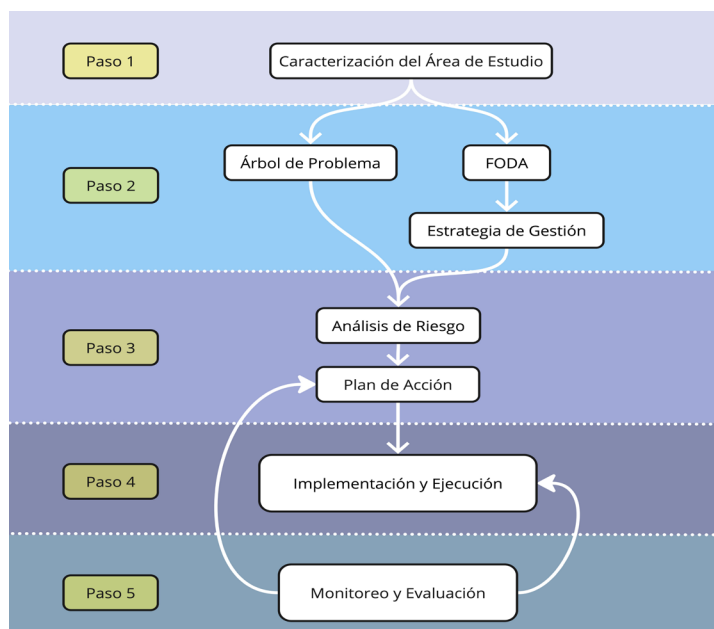 Paso 1
Caracterización del Área de Estudio
Paso 2
Árbol de Problema
FODA
Estrategia de Gestión
Paso 3
Análisis de Riesgo
Plan de Acción
Paso 4
Implementación y Ejecución
Paso 5
Monitoreo y Evaluación